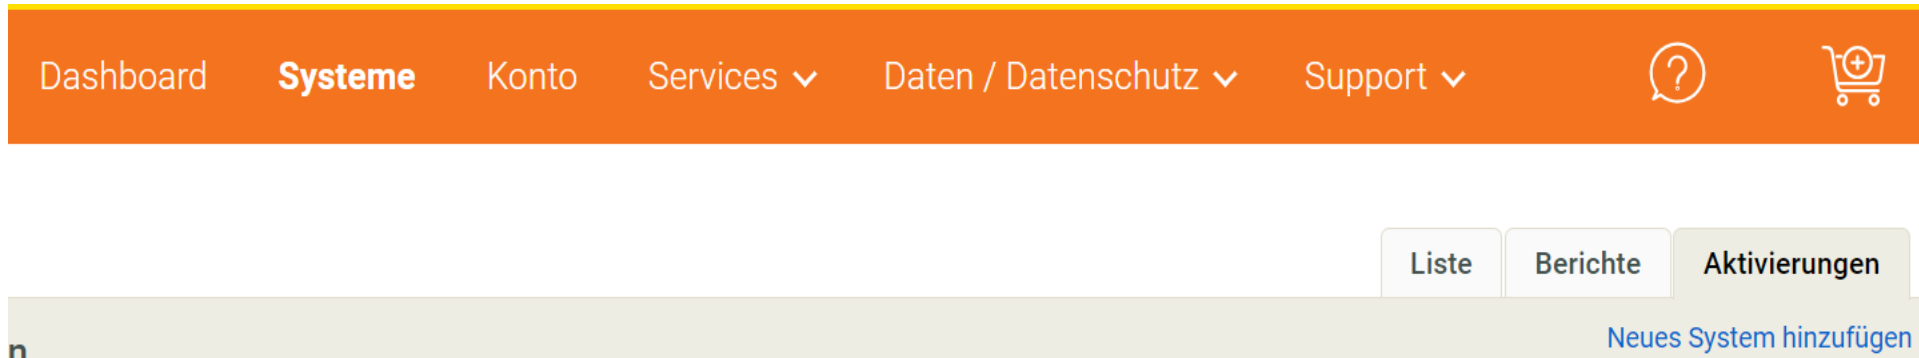 Dashboard Systeme Konto Services Daten / Datenschutz Support
Liste Berichte Aktivierungen
Neues System hinzufügen
n